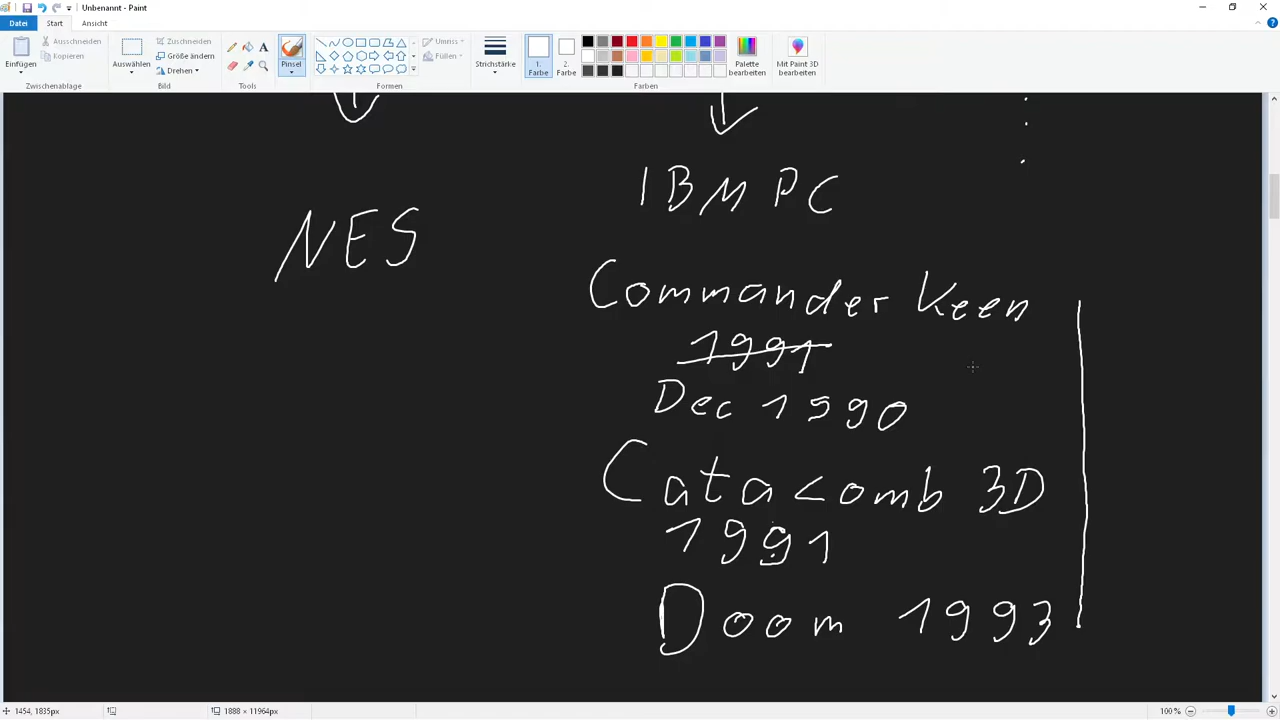 Unbenannt - Paint
Datei Start Ansicht
Einfügen
Ausschneiden
Kopieren
Zwischenablage
Auswählen
Zuschneiden
Größe ändern
Drehen
Bild
Tools
Pinsel
Formen
Umriss
Füllen
Strichstärke
1. Farbe
2. Farbe
Palette bearbeiten
Mit Paint 3D bearbeiten
Farben
IBM PC
NES
Commander Keen
1991
Dec 1990
Catacomb 3D
1991
Doom 1993
1454, 1835px
1888 × 11964px
100 %